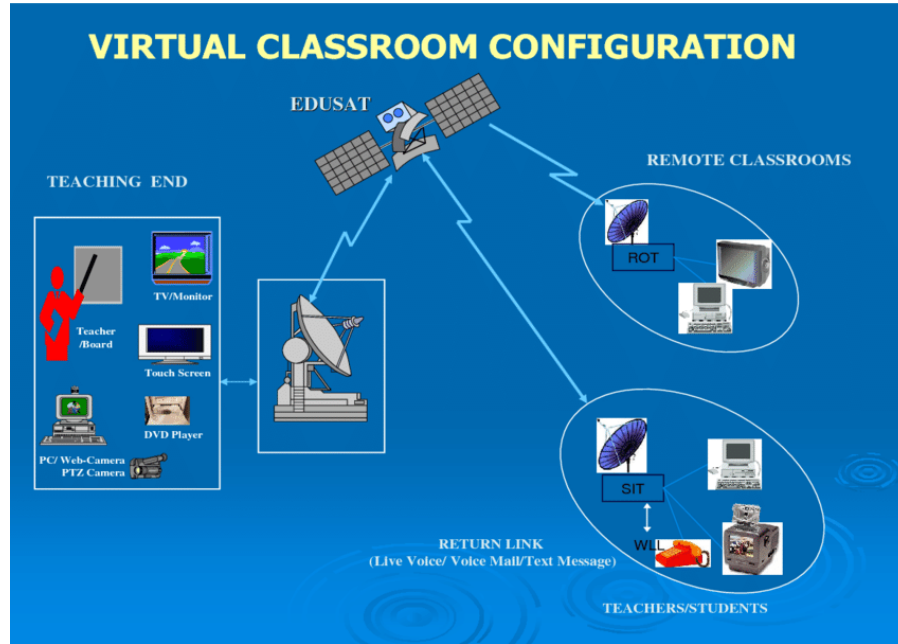 VIRTUAL CLASSROOM CONFIGURATION
EDUSAT
REMOTE CLASSROOMS
TEACHING END
ROT
TV/Monitor
Teacher
/Board
Touch Screen
DVD Player
PC/ Web-Camera
PTZ Camera
SIT
WLL
RETURN LINK
(Live Voice/ Voice Mail/Text Message)
TEACHERS/STUDENTS